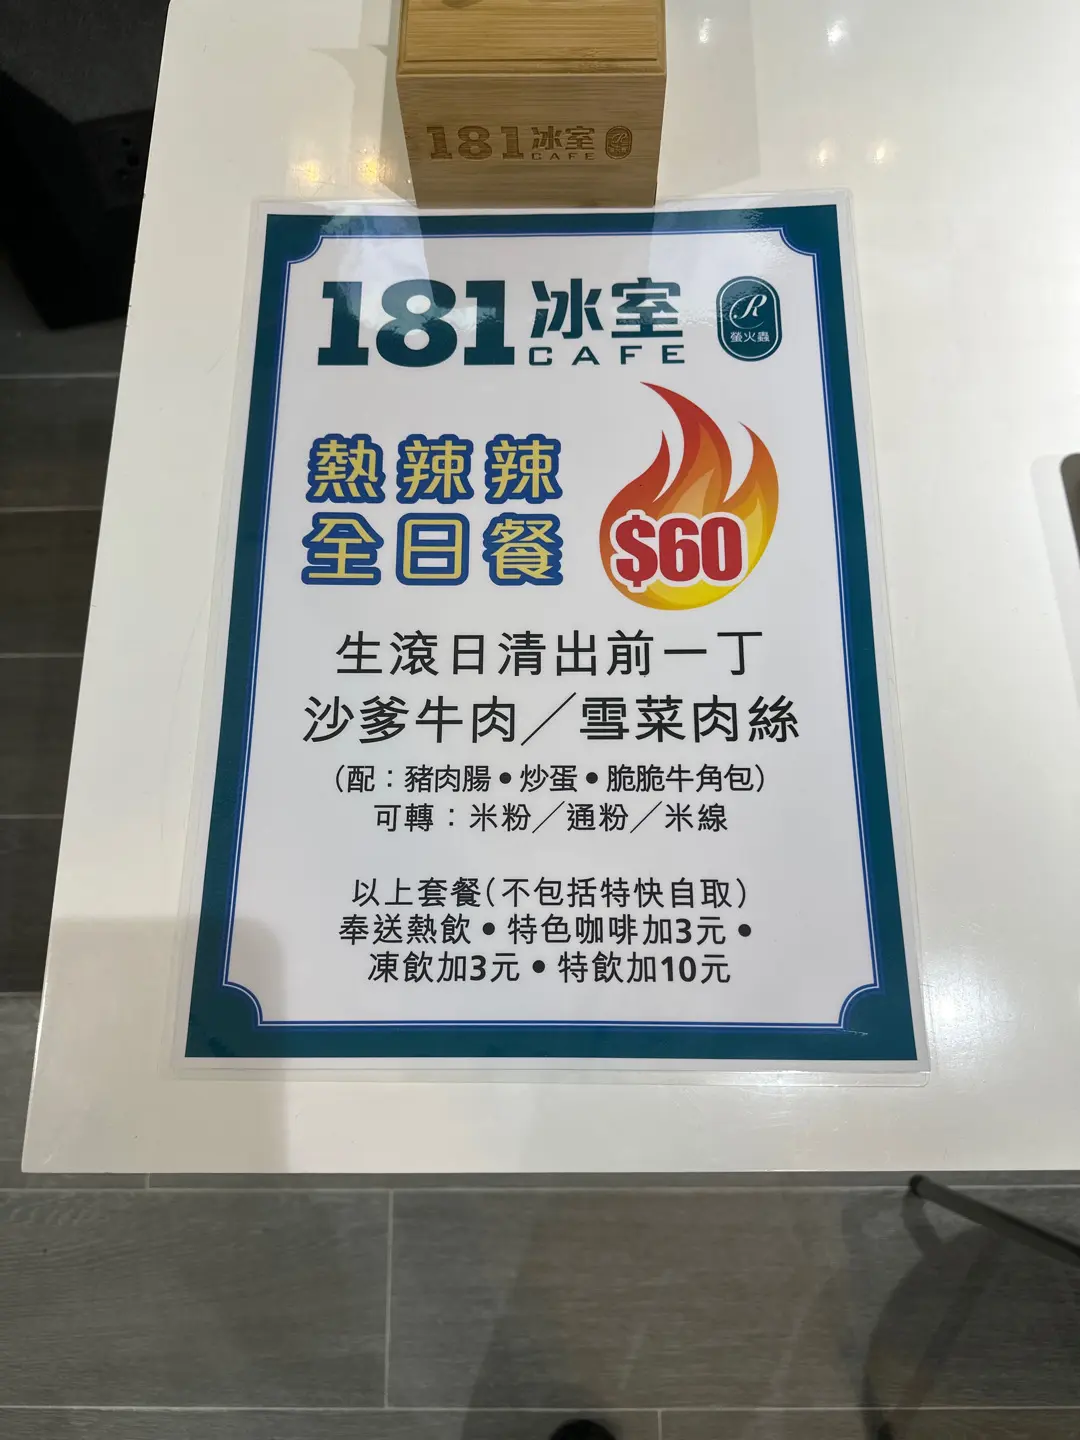 181冰室
CAFE
181冰室
CAFE
R
螢火蟲
熱辣辣
全日餐
$60
生滾日清出前一丁
沙爹牛肉／雪菜肉絲
（配：豬肉腸•炒蛋•脆脆牛角包）
可轉：米粉／通粉／米線
以上套餐（不包括特快自取）
奉送熱飲•特色咖啡加3元•
凍飲加3元•特飲加10元